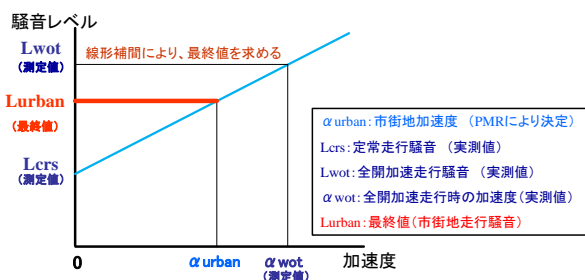 騒音レベル
Lwot
(測定値)
線形補間により、最終値を求める
Lurban
(最終値)
Lcrs
(測定値)
0
αurban
αwot
(測定値)
加速度
αurban：市街地加速度 （PMRにより決定）
Lcrs：定常走行騒音 （実測値）
Lwot：全開加速走行騒音 （実測値）
αwot：全開加速走行時の加速度（実測値）
Lurban：最終値（市街地走行騒音）